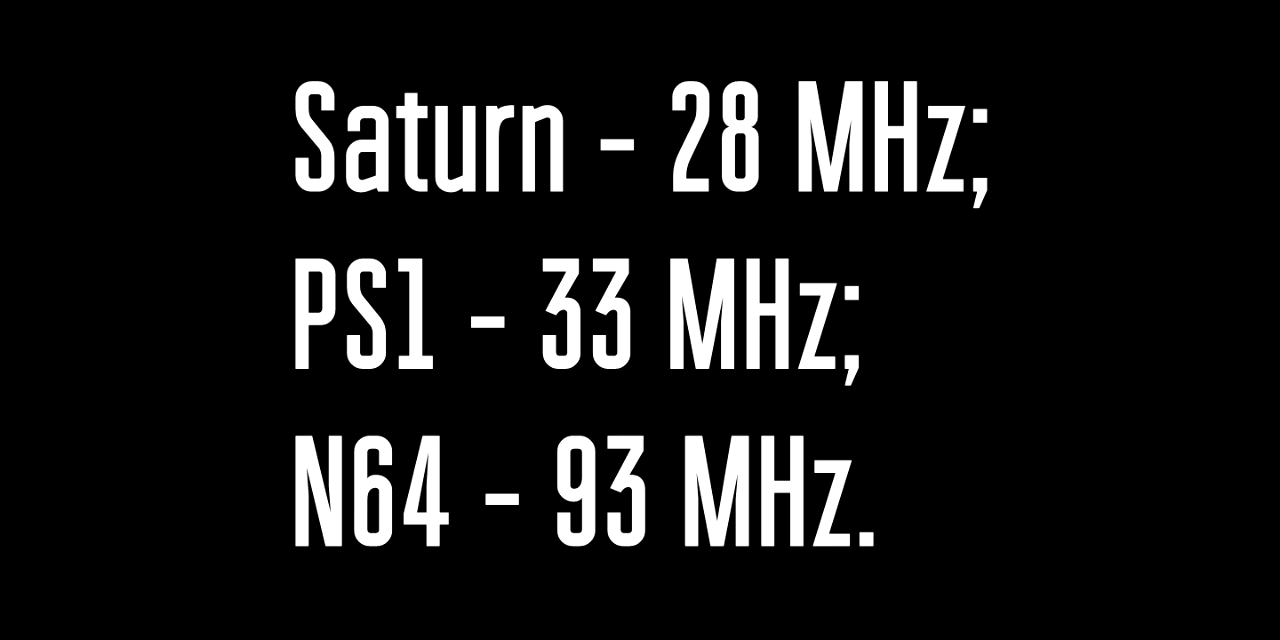 Saturn – 28 MHz;
PS1 – 33 MHz;
N64 – 93 MHz.